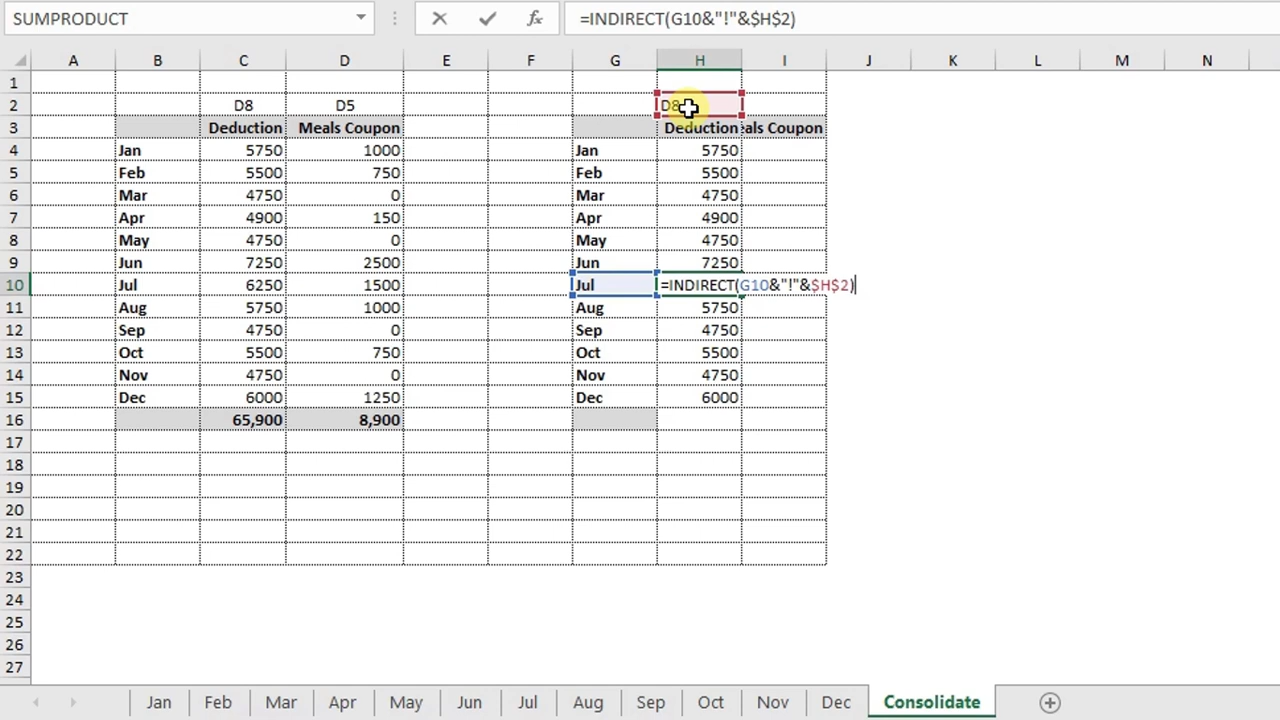 SUMPRODUCT =INDIRECT(G10&"!"&$H$2)
A B C D E F G H I J K L M N
1
2 D8 D5 D8
3 Deduction Meals Coupon Deduction als Coupon
4 Jan 5750 1000 Jan 5750
5 Feb 5500 750 Feb 5500
6 Mar 4750 0 Mar 4750
7 Apr 4900 150 Apr 4900
8 May 4750 0 May 4750
9 Jun 7250 2500 Jun 7250
10 Jul 6250 1500 Jul =INDIRECT(G10&"!"&$H$2)
11 Aug 5750 1000 Aug 5750
12 Sep 4750 0 Sep 4750
13 Oct 5500 750 Oct 5500
14 Nov 4750 0 Nov 4750
15 Dec 6000 1250 Dec 6000
16 65,900 8,900
17
18
19
20
21
22
23
24
25
26
27
Jan Feb Mar Apr May Jun Jul Aug Sep Oct Nov Dec Consolidate